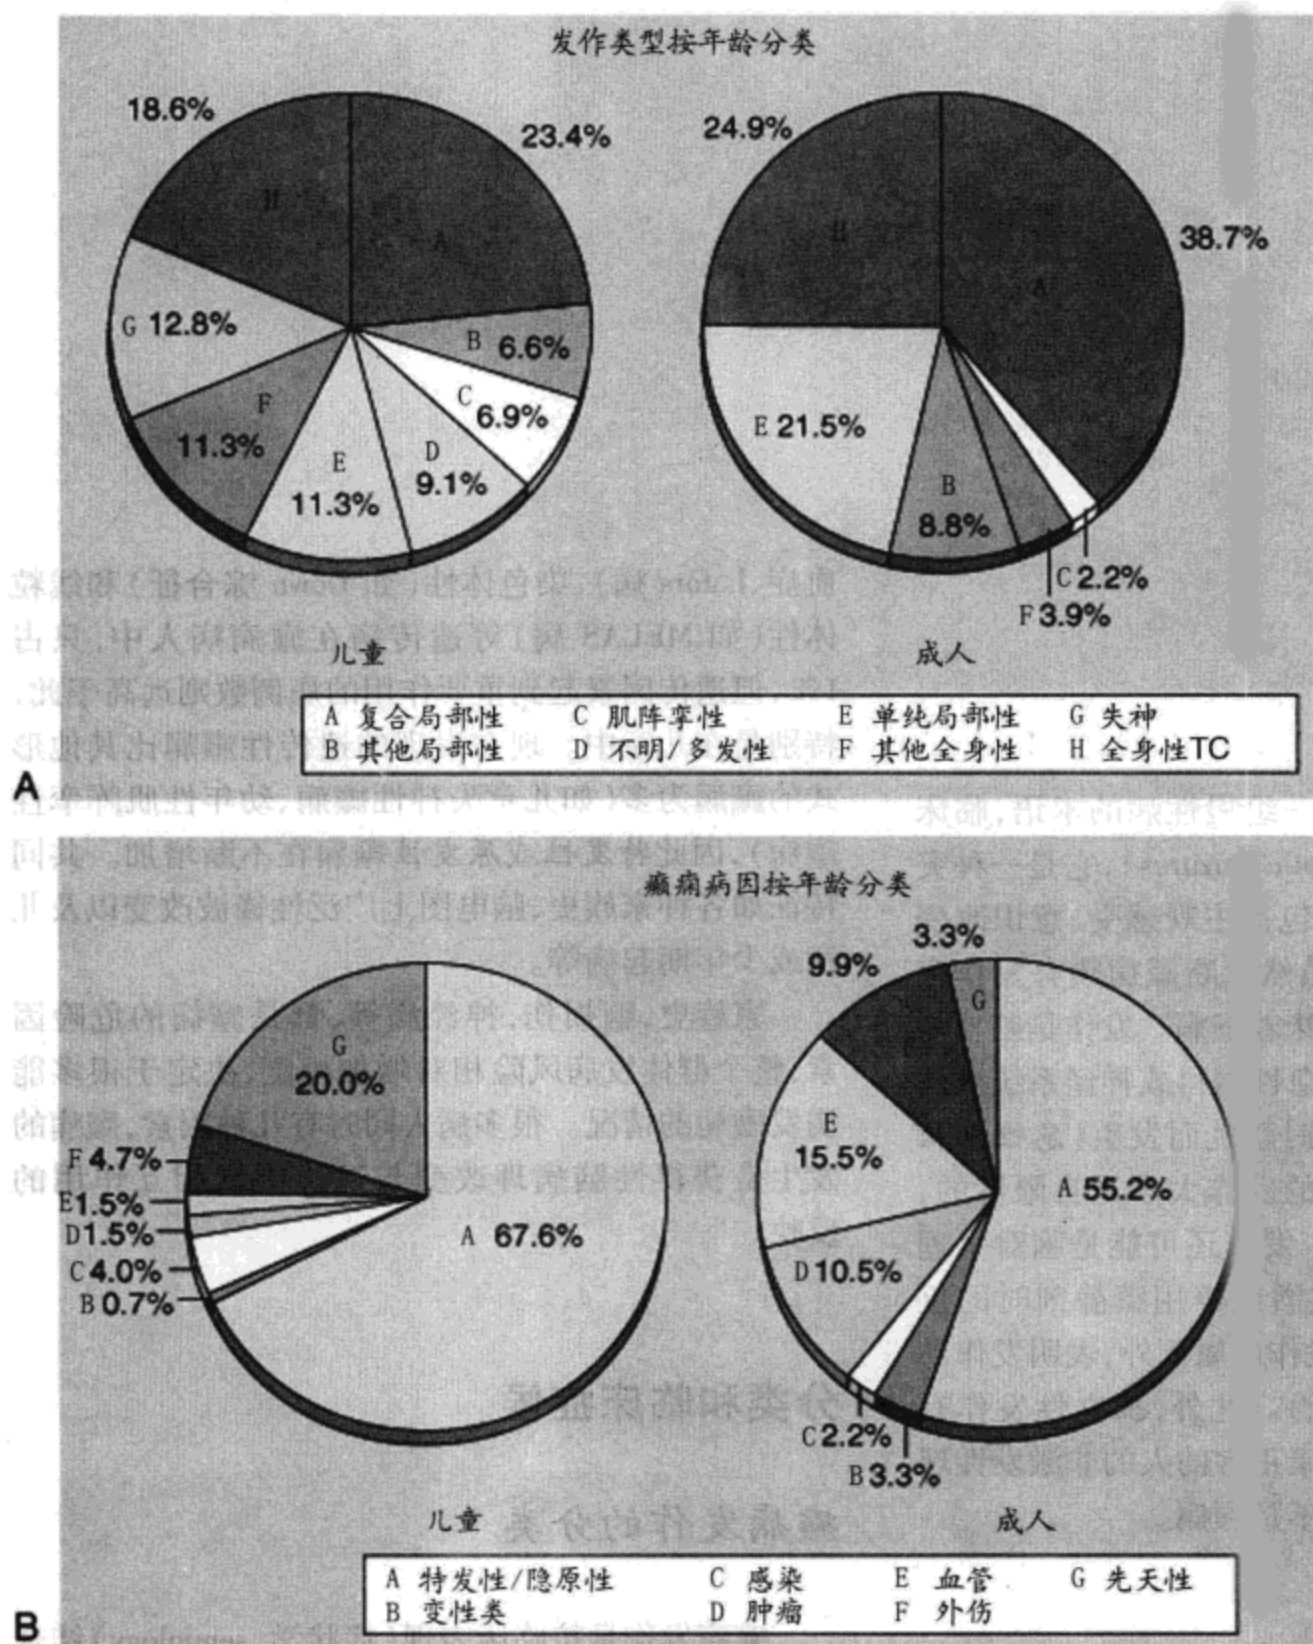 发作类型按年龄分类
18.6%
23.4%
H
A
G 12.8%
B 6.6%
C 6.9%
F 11.3%
E 11.3%
D 9.1%
儿童
24.9%
38.7%
H
A
E 21.5%
B 8.8%
C 2.2%
F 3.9%
成人
A 复合局部性 C 肌阵挛性 E 单纯局部性 G 失神
B 其他局部性 D 不明/多发性 F 其他全身性 H 全身性TC
A
癫痫病因按年龄分类
G 20.0%
F 4.7%
E 1.5%
D 1.5%
C 4.0%
B 0.7%
A 67.6%
儿童
3.3%
9.9%
G
E 15.5%
A 55.2%
D 10.5%
C 2.2%
B 3.3%
成人
A 特发性/隐原性 C 感染 E 血管 G 先天性
B 变性类 D 肿瘤 F 外伤
B